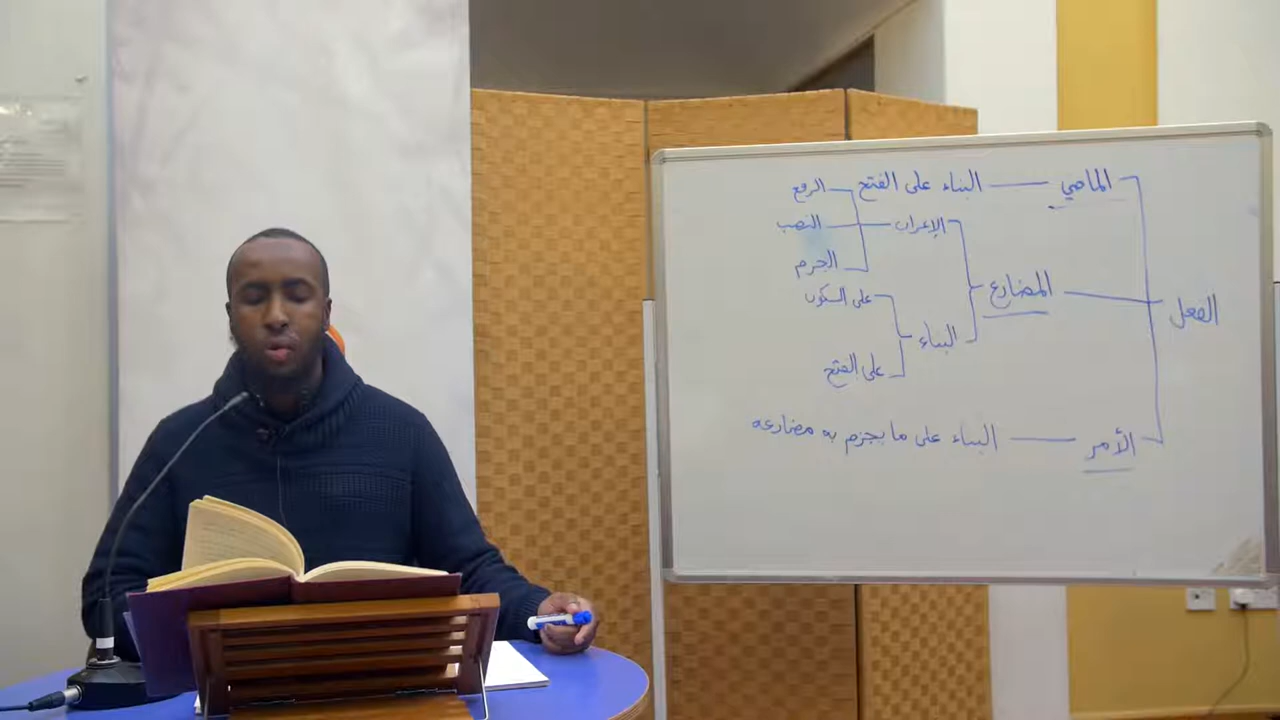 الماضي البناء على الفتح الرفع
الإعراب النصب
الجزم
الفعل المضارع على السكون
البناء على الفتح
الأمر البناء على ما يجزم به مضارعه